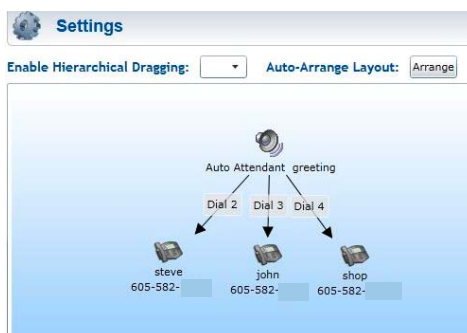 Settings
Enable Hierarchical Dragging: Auto-Arrange Layout: Arrange
Auto Attendant greeting
Dial 2 Dial 3 Dial 4
steve john shop
605-582- 605-582- 605-582-